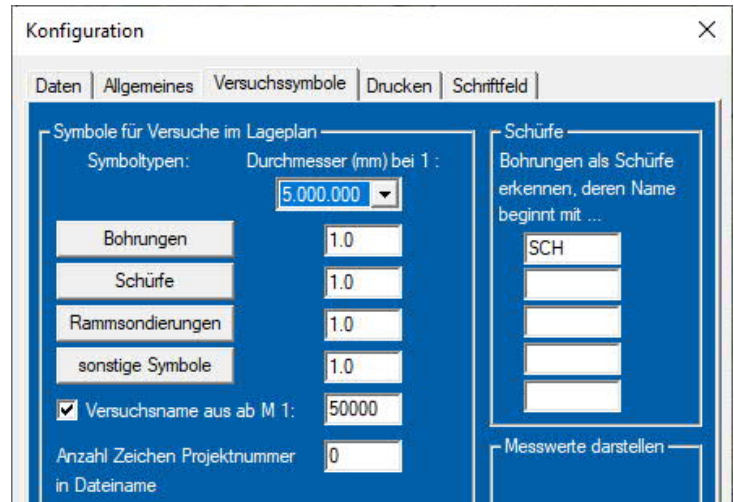 Konfiguration
Daten
Allgemeines
Versuchssymbole
Drucken
Schriftfeld
Symbole für Versuche im Lageplan
Symboltypen:
Durchmesser (mm) bei 1 :
5.000.000
Bohrungen
1.0
Schürfe
1.0
Rammsondierungen
1.0
sonstige Symbole
1.0
Versuchsname aus ab M 1:
50000
Anzahl Zeichen Projektnummer
in Dateiname
0
Schürfe
Bohrungen als Schürfe
erkennen, deren Name
beginnt mit ...
SCH
Messwerte darstellen